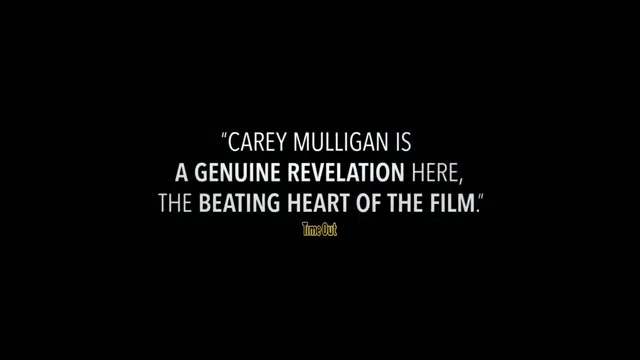 “CAREY MULLIGAN IS
A GENUINE REVELATION HERE,
THE BEATING HEART OF THE FILM.”
Time Out